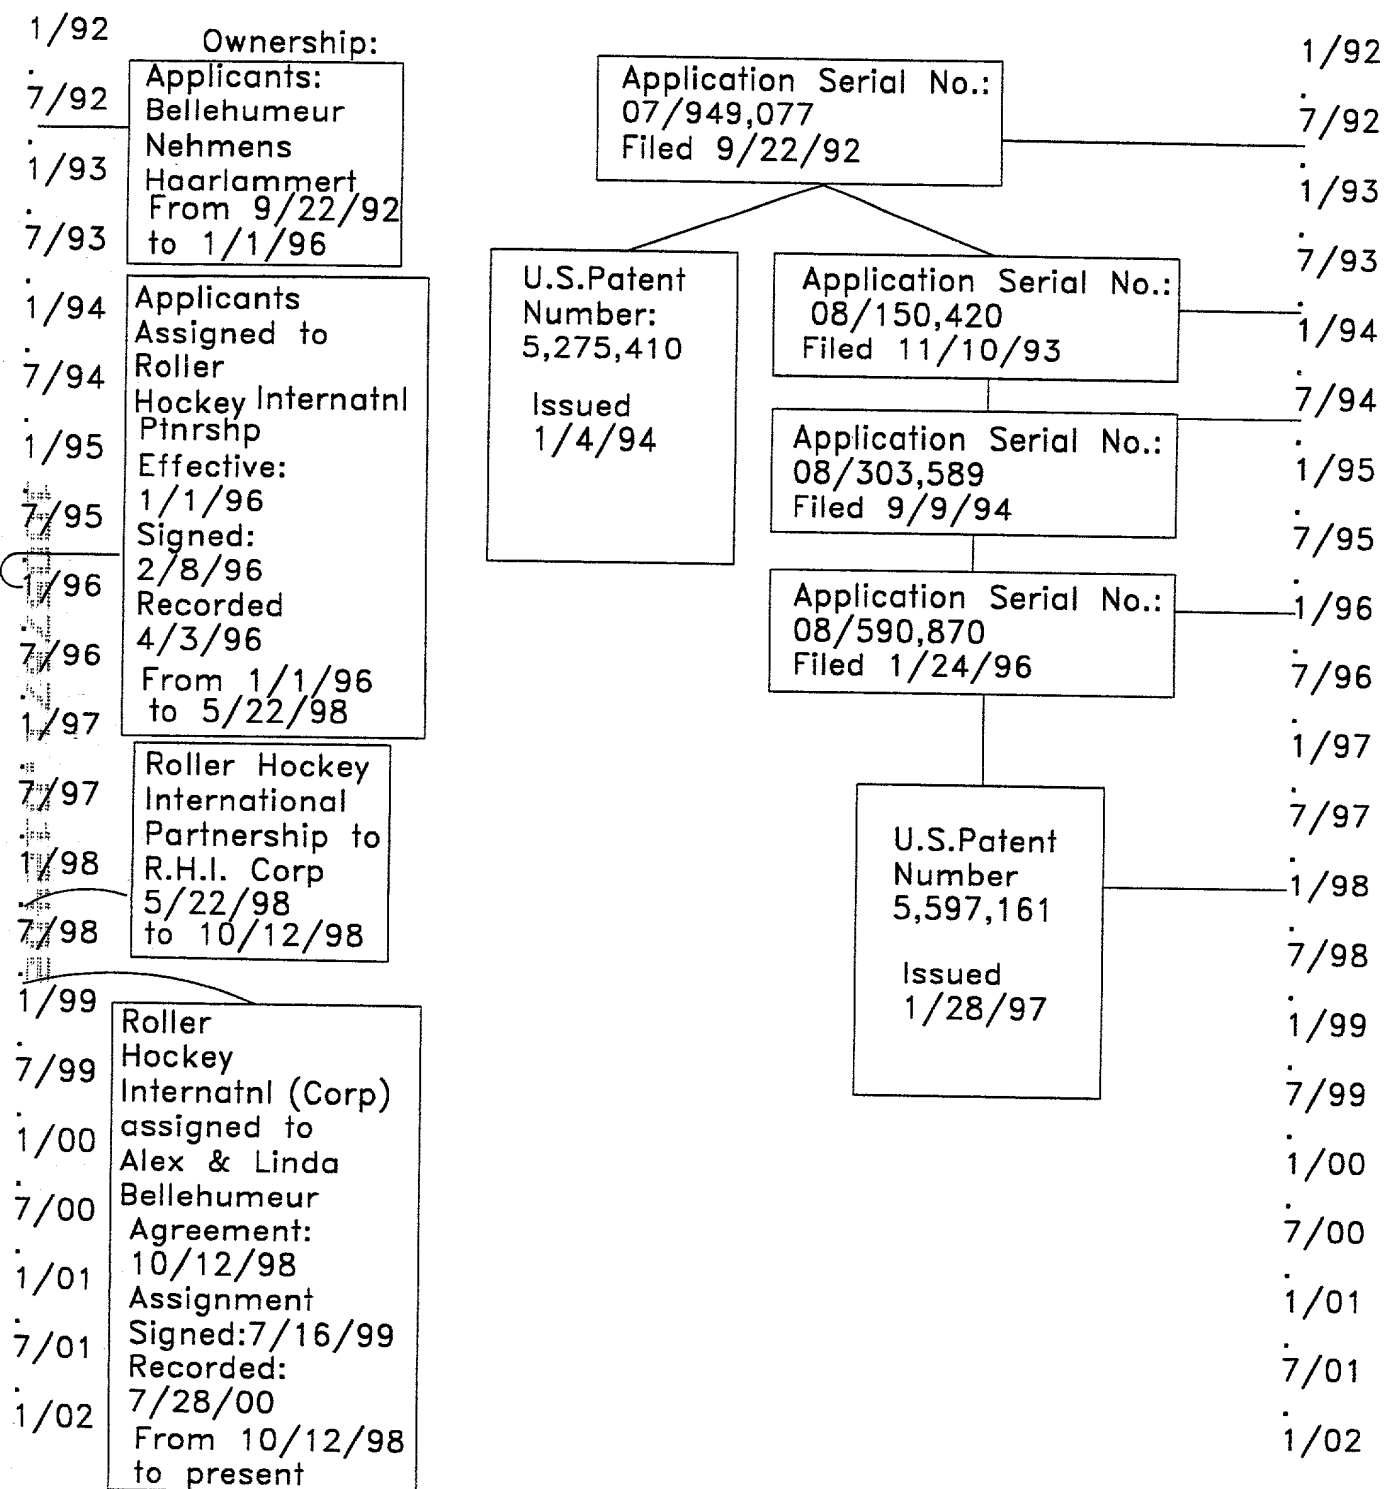 1/92
7/92
1/93
7/93
1/94
7/94
1/95
7/95
1/96
7/96
1/97
7/97
1/98
7/98
1/99
7/99
1/00
7/00
1/01
7/01
1/02
Ownership:
Applicants:
Bellehumeur
Nehmens
Haarlammert
From 9/22/92
to 1/1/96
Applicants
Assigned to
Roller
Hockey Internatnl
Ptnrshp
Effective:
1/1/96
Signed:
2/8/96
Recorded
4/3/96
From 1/1/96
to 5/22/98
Roller Hockey
International
Partnership to
R.H.I. Corp
5/22/98
to 10/12/98
Roller
Hockey
Internatnl (Corp)
assigned to
Alex & Linda
Bellehumeur
Agreement:
10/12/98
Assignment
Signed:7/16/99
Recorded:
7/28/00
From 10/12/98
to present
Application Serial No.:
07/949,077
Filed 9/22/92
U.S.Patent
Number:
5,275,410
Issued
1/4/94
Application Serial No.:
08/150,420
Filed 11/10/93
Application Serial No.:
08/303,589
Filed 9/9/94
Application Serial No.:
08/590,870
Filed 1/24/96
U.S.Patent
Number
5,597,161
Issued
1/28/97
1/92
7/92
1/93
7/93
1/94
7/94
1/95
7/95
1/96
7/96
1/97
7/97
1/98
7/98
1/99
7/99
1/00
7/00
1/01
7/01
1/02